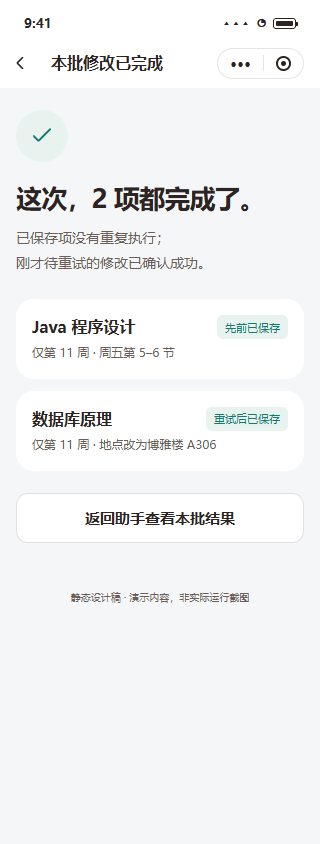 9:41
本批修改已完成
这次，2 项都完成了。
已保存项没有重复执行；
刚才待重试的修改已确认成功。
Java 程序设计
先前已保存
仅第 11 周 · 周五第 5–6 节
数据库原理
重试后已保存
仅第 11 周 · 地点改为博雅楼 A306
返回助手查看本批结果
静态设计稿 · 演示内容，非实际运行截图